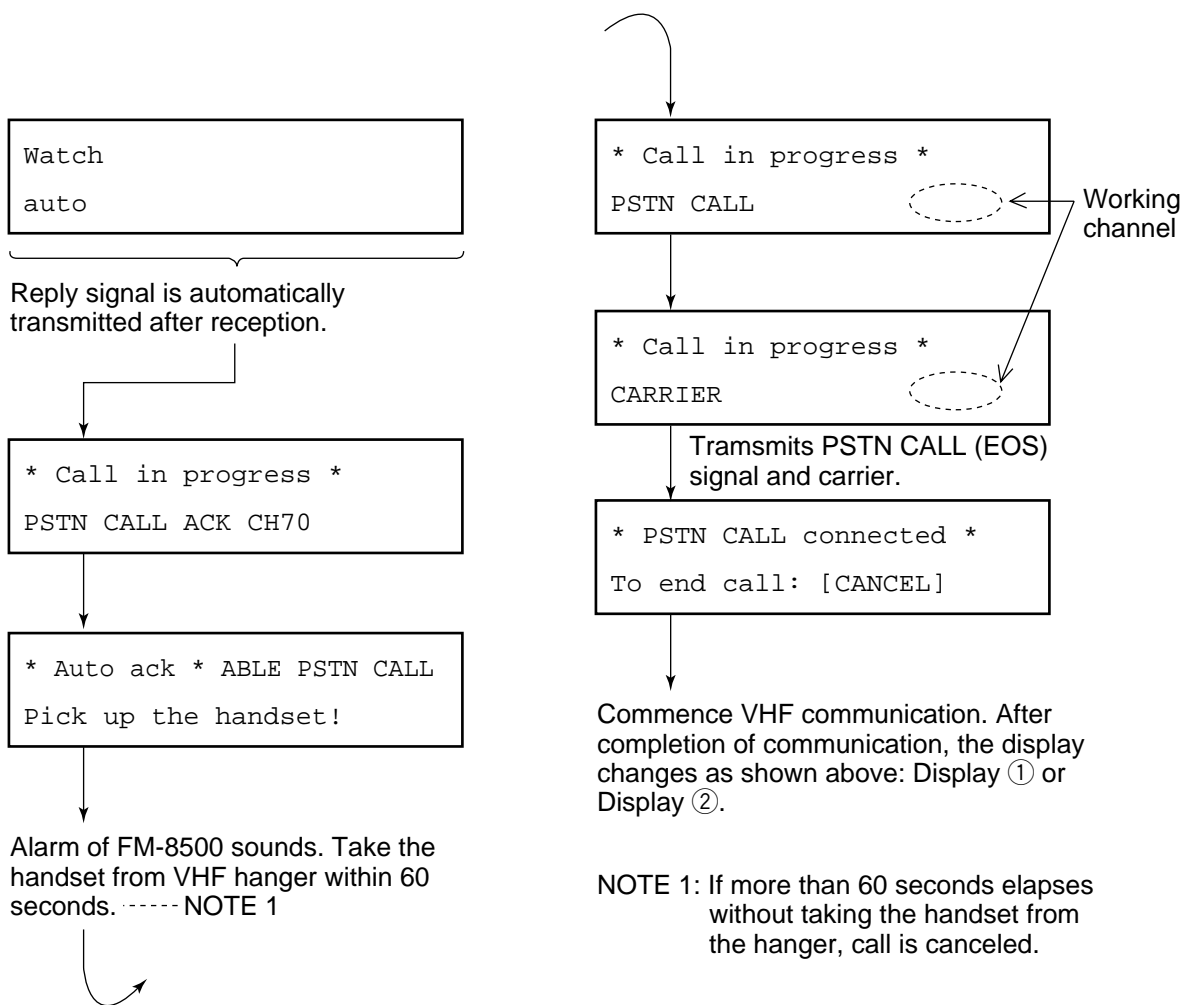 Watch
auto
Reply signal is automatically
transmitted after reception.
* Call in progress *
PSTN CALL ACK CH70
* Auto ack * ABLE PSTN CALL
Pick up the handset!
Alarm of FM-8500 sounds. Take the
handset from VHF hanger within 60
seconds. ------ NOTE 1
* Call in progress *
PSTN CALL
Working
channel
* Call in progress *
CARRIER
Tramsmits PSTN CALL (EOS)
signal and carrier.
* PSTN CALL connected *
To end call: [CANCEL]
Commence VHF communication. After
completion of communication, the display
changes as shown above: Display ① or
Display ②.
NOTE 1: If more than 60 seconds elapses
without taking the handset from
the hanger, call is canceled.